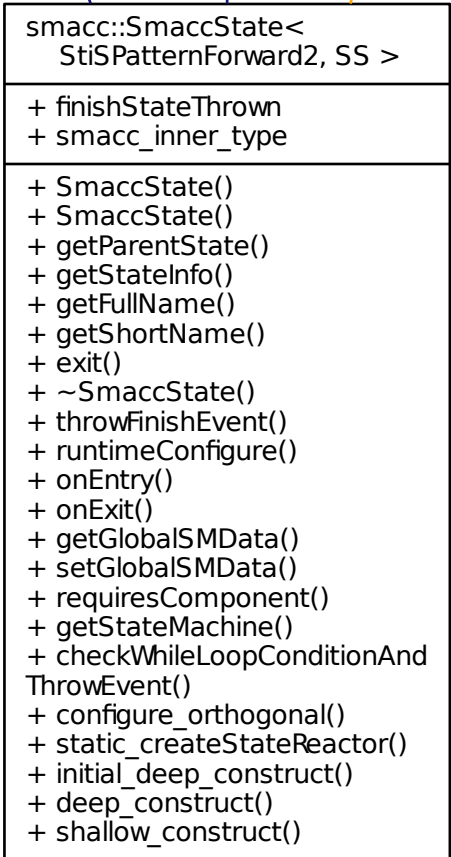 smacc::SmaccState<
StiSPatternForward2, SS >
+ finishStateThrown
+ smacc_inner_type
+ SmaccState()
+ SmaccState()
+ getParentState()
+ getStateInfo()
+ getFullName()
+ getShortName()
+ exit()
+ ~SmaccState()
+ throwFinishEvent()
+ runtimeConfigure()
+ onEntry()
+ onExit()
+ getGlobalSMData()
+ setGlobalSMData()
+ requiresComponent()
+ getStateMachine()
+ checkWhileLoopConditionAnd
ThrowEvent()
+ configure_orthogonal()
+ static_createStateReactor()
+ initial_deep_construct()
+ deep_construct()
+ shallow_construct()